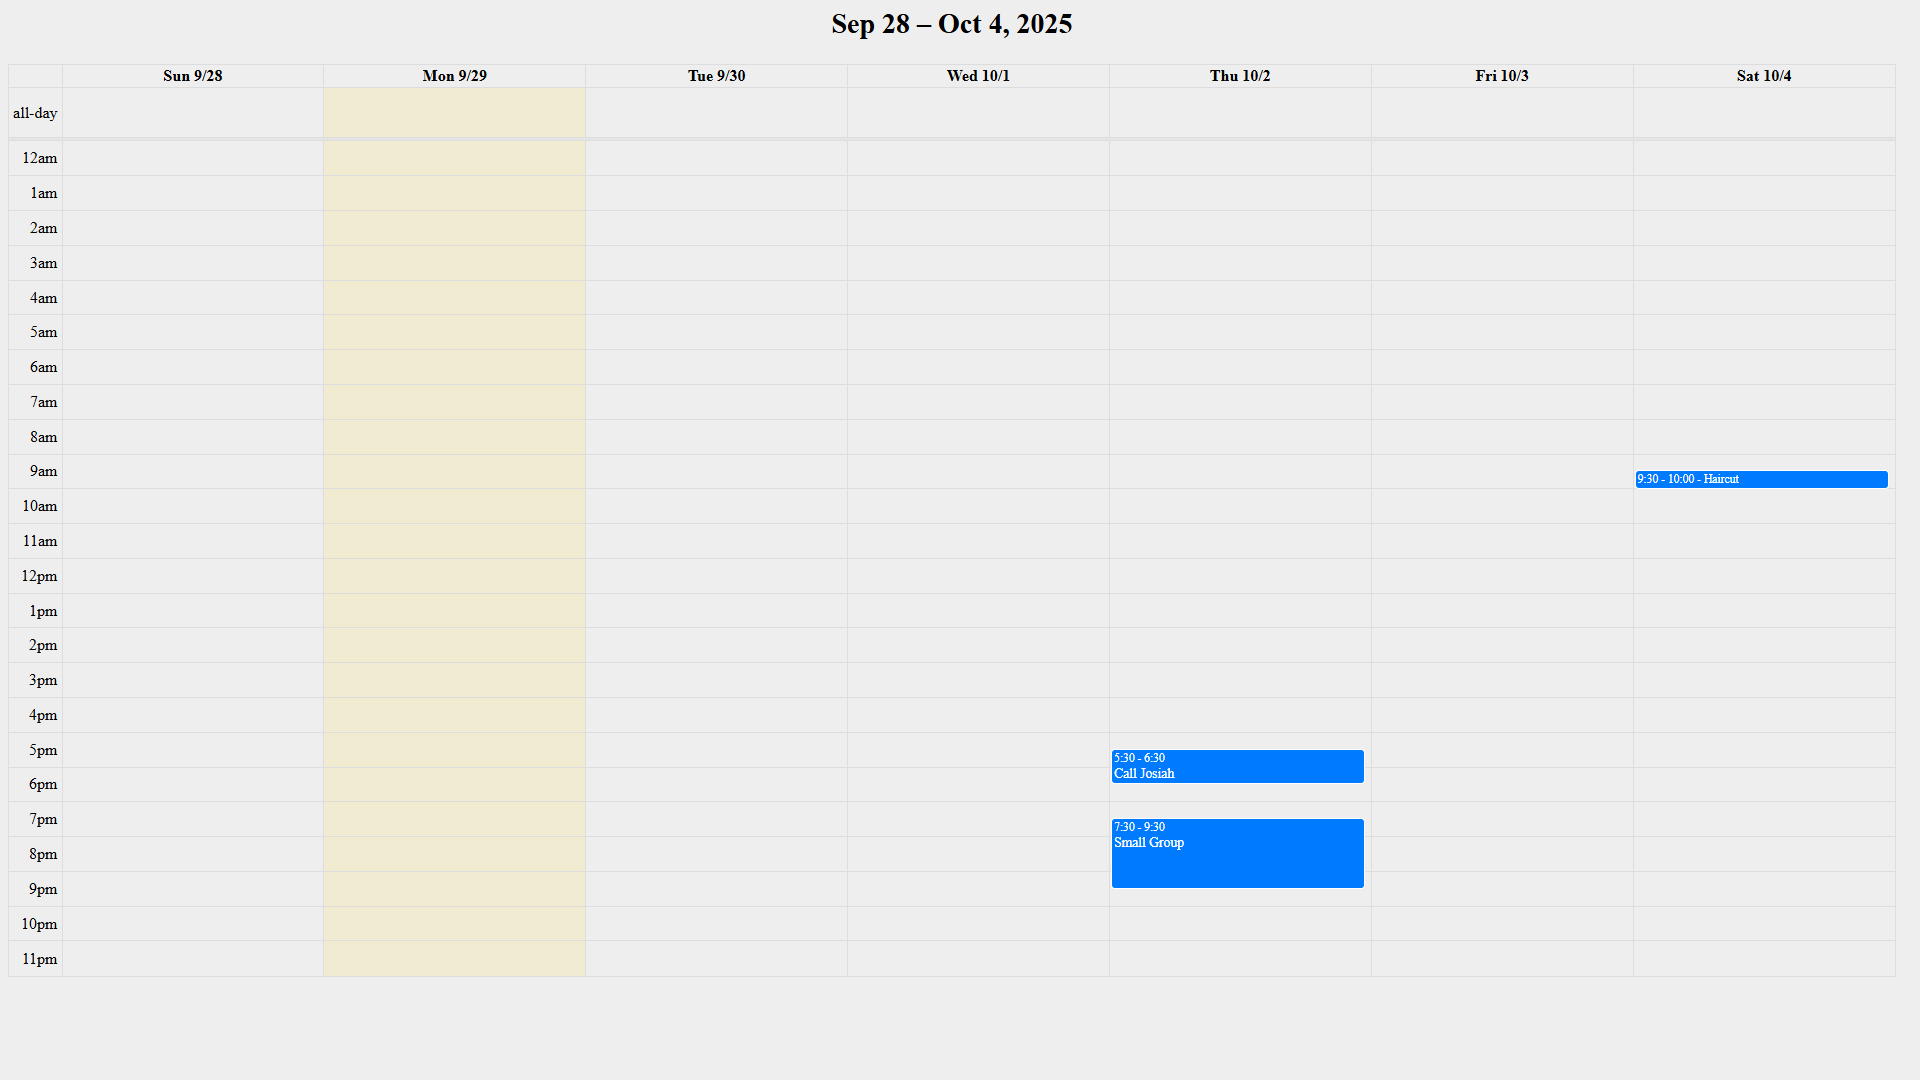 Sep 28 – Oct 4, 2025
Sun 9/28 Mon 9/29 Tue 9/30 Wed 10/1 Thu 10/2 Fri 10/3 Sat 10/4
all-day
12am
1am
2am
3am
4am
5am
6am
7am
8am
9am
9:30 - 10:00 - Haircut
10am
11am
12pm
1pm
2pm
3pm
4pm
5pm
5:30 - 6:30
Call Josiah
6pm
7pm
7:30 - 9:30
Small Group
8pm
9pm
10pm
11pm